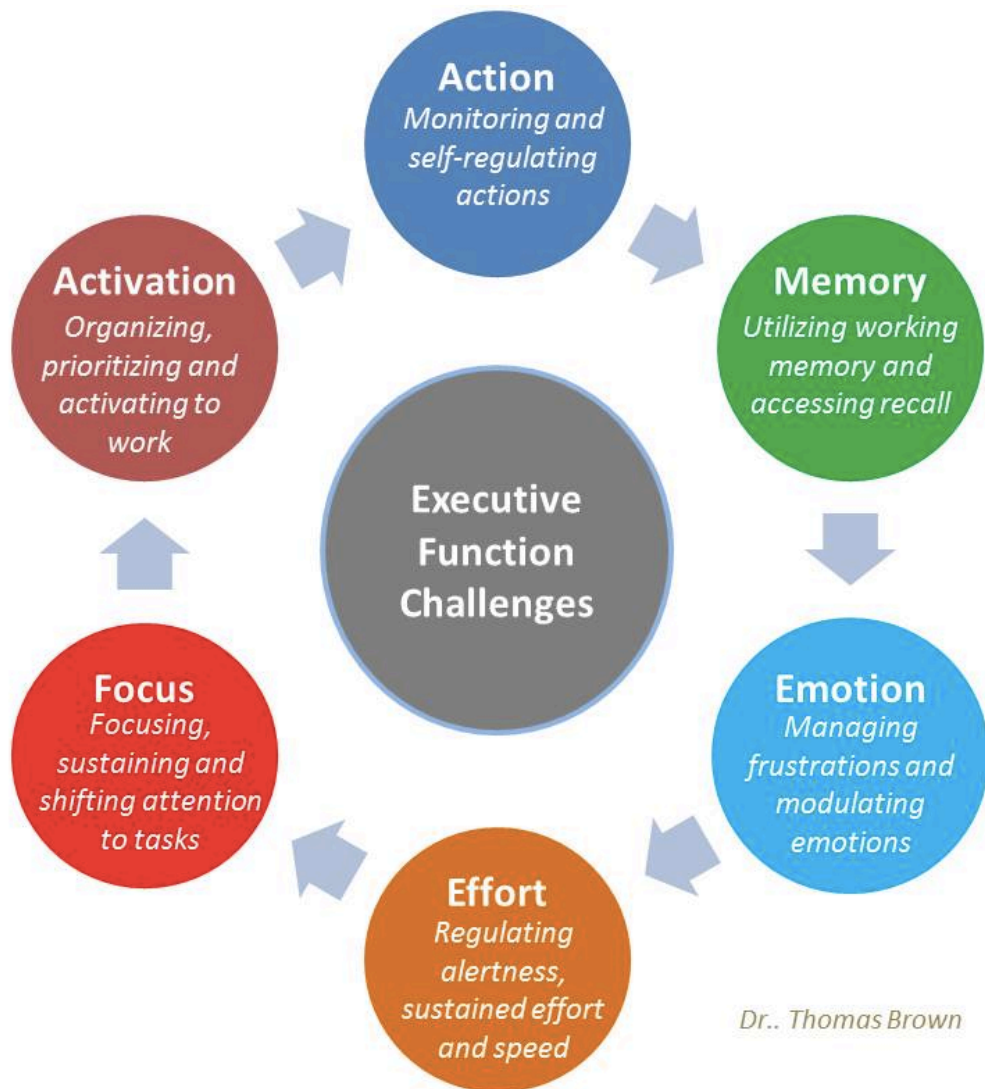 Action
Monitoring and
self-regulating
actions
Memory
Utilizing working
memory and
accessing recall
Emotion
Managing
frustrations and
modulating
emotions
Effort
Regulating
alertness,
sustained effort
and speed
Focus
Focusing,
sustaining and
shifting attention
to tasks
Activation
Organizing,
prioritizing and
activating to
work
Executive
Function
Challenges
Dr.. Thomas Brown